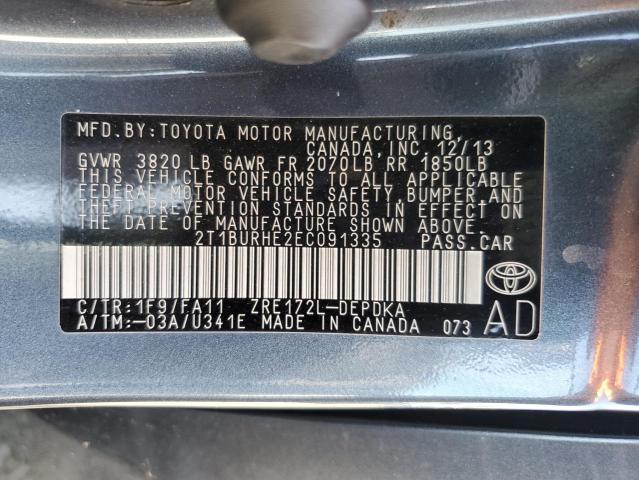 MFD.BY:TOYOTA MOTOR MANUFACTURING,
CANADA,INC. 12/13
GVWR 3820 LB GAWR FR 2070LB RR 1850LB
THIS VEHICLE CONFORMS TO ALL APPLICABLE
FEDERAL MOTOR VEHICLE SAFETY,BUMPER,AND
THEFT PREVENTION STANDARDS IN EFFECT ON
THE DATE OF MANUFACTURE SHOWN ABOVE.
2T1BURHE2EC091335 PASS.CAR
C/TR:1F9/FA11 ZRE172L-DEPDKA
A/TM:-03A/U341E MADE IN CANADA 073
AD